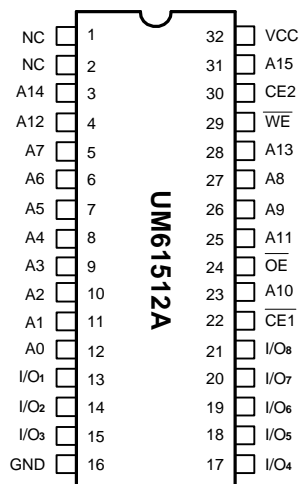 NC 1 32 VCC
NC 2 31 A15
A14 3 30 CE2
A12 4 29 W̅E̅
A7 5 28 A13
A6 6 27 A8
A5 7 26 A9
A4 8 25 A11
A3 9 24 O̅E̅
A2 10 23 A10
A1 11 22 C̅E̅1̅
A0 12 21 I/O₈
I/O₁ 13 20 I/O₇
I/O₂ 14 19 I/O₆
I/O₃ 15 18 I/O₅
GND 16 17 I/O₄
UM61512A